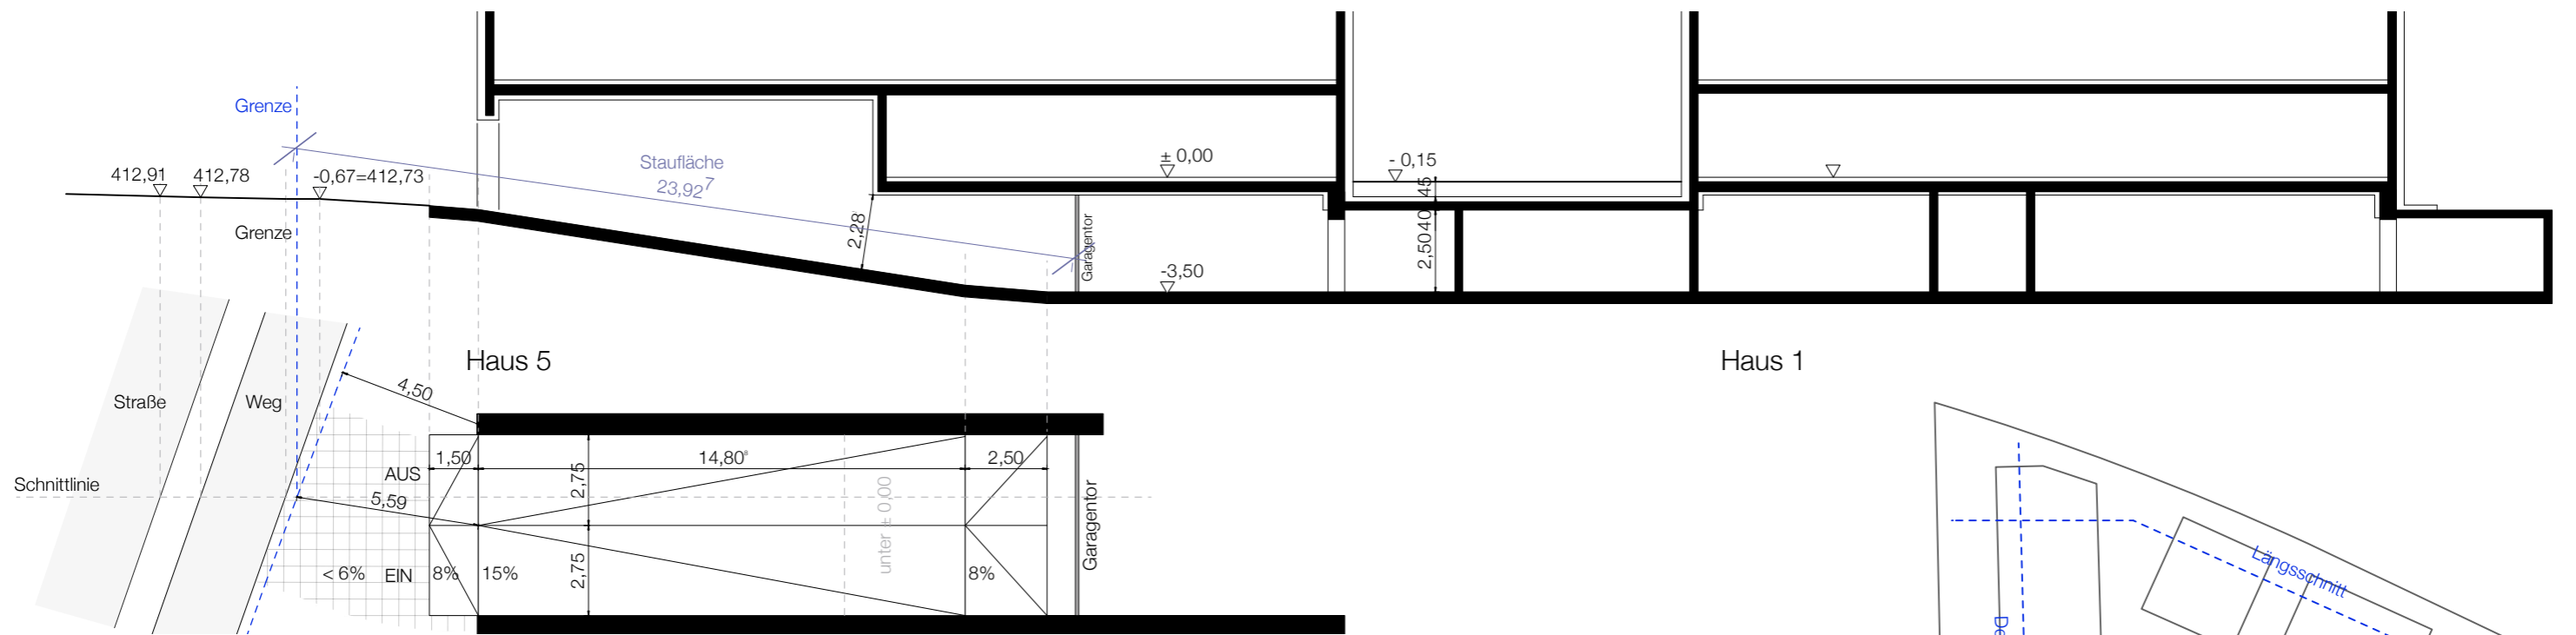 Grenze
Staufläche
23,92⁷
± 0,00
- 0,15
412,91
412,78
-0,67=412,73
45
40
2,50
Grenze
2,28
Garagentor
-3,50
Haus 5
Haus 1
4,50
Straße
Weg
AUS
1,50
2,75
14,80
2,50
Schnittlinie
5,59
unter ± 0,00
Garagentor
Längsschnitt
< 6%
EIN
8%
15%
2,75
8%